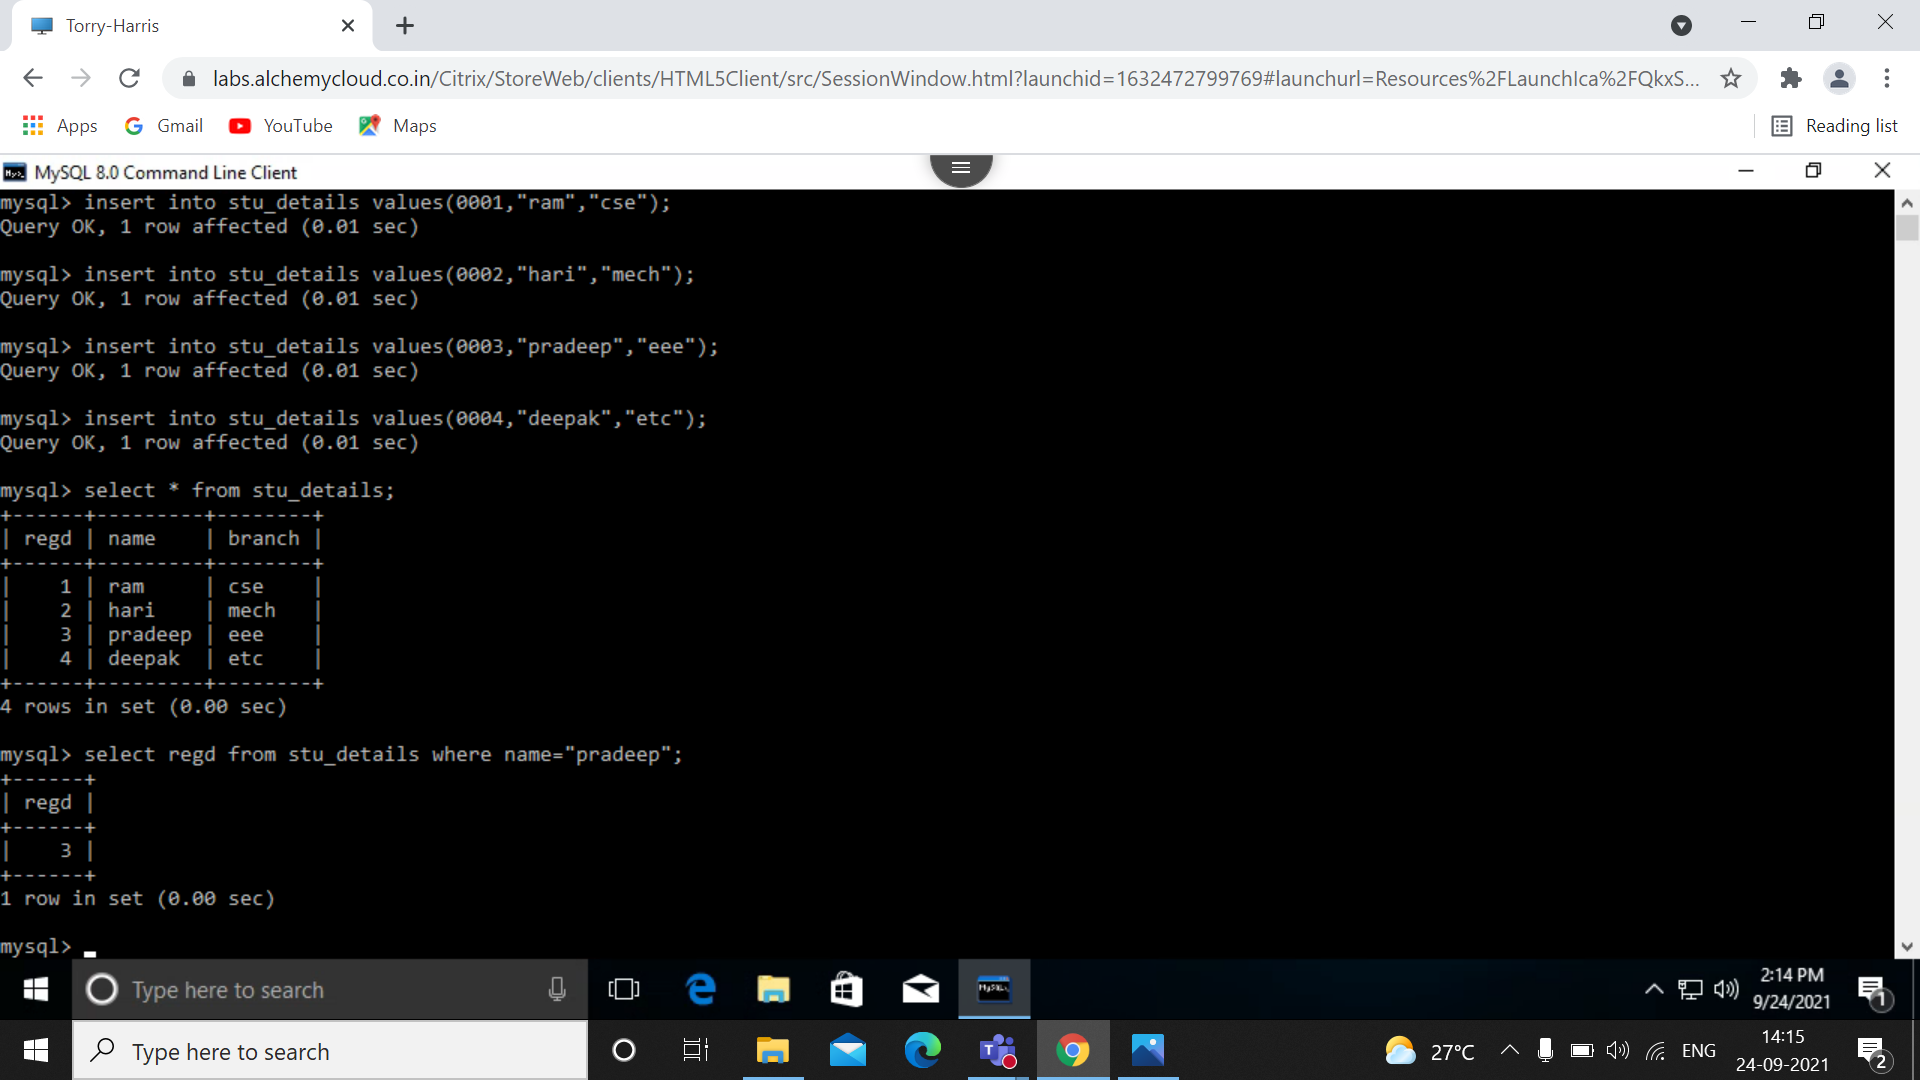 Torry-Harris
labs.alchemycloud.co.in/Citrix/StoreWeb/clients/HTML5Client/src/SessionWindow.html?launchid=1632472799769#launchurl=Resources%2FLaunchIca%2FQkxS...
Apps Gmail YouTube Maps Reading list
MySQL 8.0 Command Line Client
mysql> insert into stu_details values(0001,"ram","cse");
Query OK, 1 row affected (0.01 sec)
mysql> insert into stu_details values(0002,"hari","mech");
Query OK, 1 row affected (0.01 sec)
mysql> insert into stu_details values(0003,"pradeep","eee");
Query OK, 1 row affected (0.01 sec)
mysql> insert into stu_details values(0004,"deepak","etc");
Query OK, 1 row affected (0.01 sec)
mysql> select * from stu_details;
+------+---------+--------+
| regd | name    | branch |
+------+---------+--------+
|    1 | ram     | cse    |
|    2 | hari    | mech   |
|    3 | pradeep | eee    |
|    4 | deepak  | etc    |
+------+---------+--------+
4 rows in set (0.00 sec)
mysql> select regd from stu_details where name="pradeep";
+------+
| regd |
+------+
|    3 |
+------+
1 row in set (0.00 sec)
mysql>
Type here to search
2:14 PM
9/24/2021
1
Type here to search
27°C
ENG
14:15
24-09-2021
2